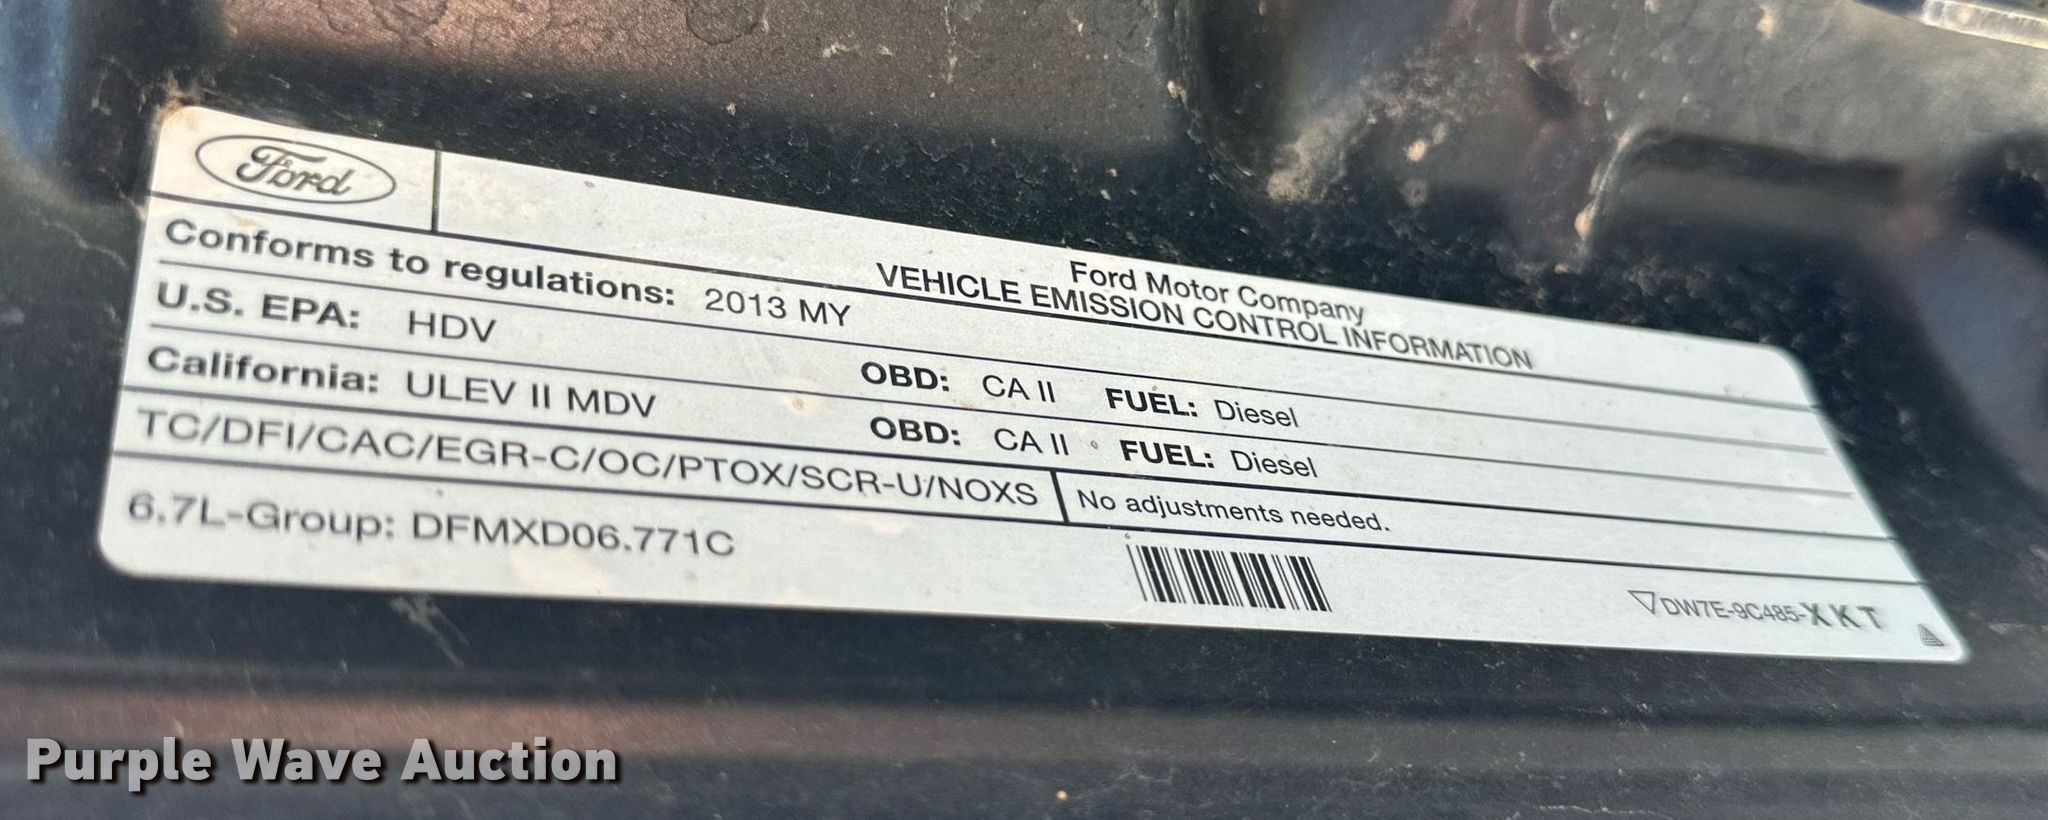 Ford
Ford Motor Company
VEHICLE EMISSION CONTROL INFORMATION
Conforms to regulations: 2013 MY
U.S. EPA: HDV OBD: CA II FUEL: Diesel
California: ULEV II MDV OBD: CA II FUEL: Diesel
TC/DFI/CAC/EGR-C/OC/PTOX/SCR-U/NOXS No adjustments needed.
6.7L-Group: DFMXD06.771C
DW7E-9C485-XKT
Purple Wave Auction